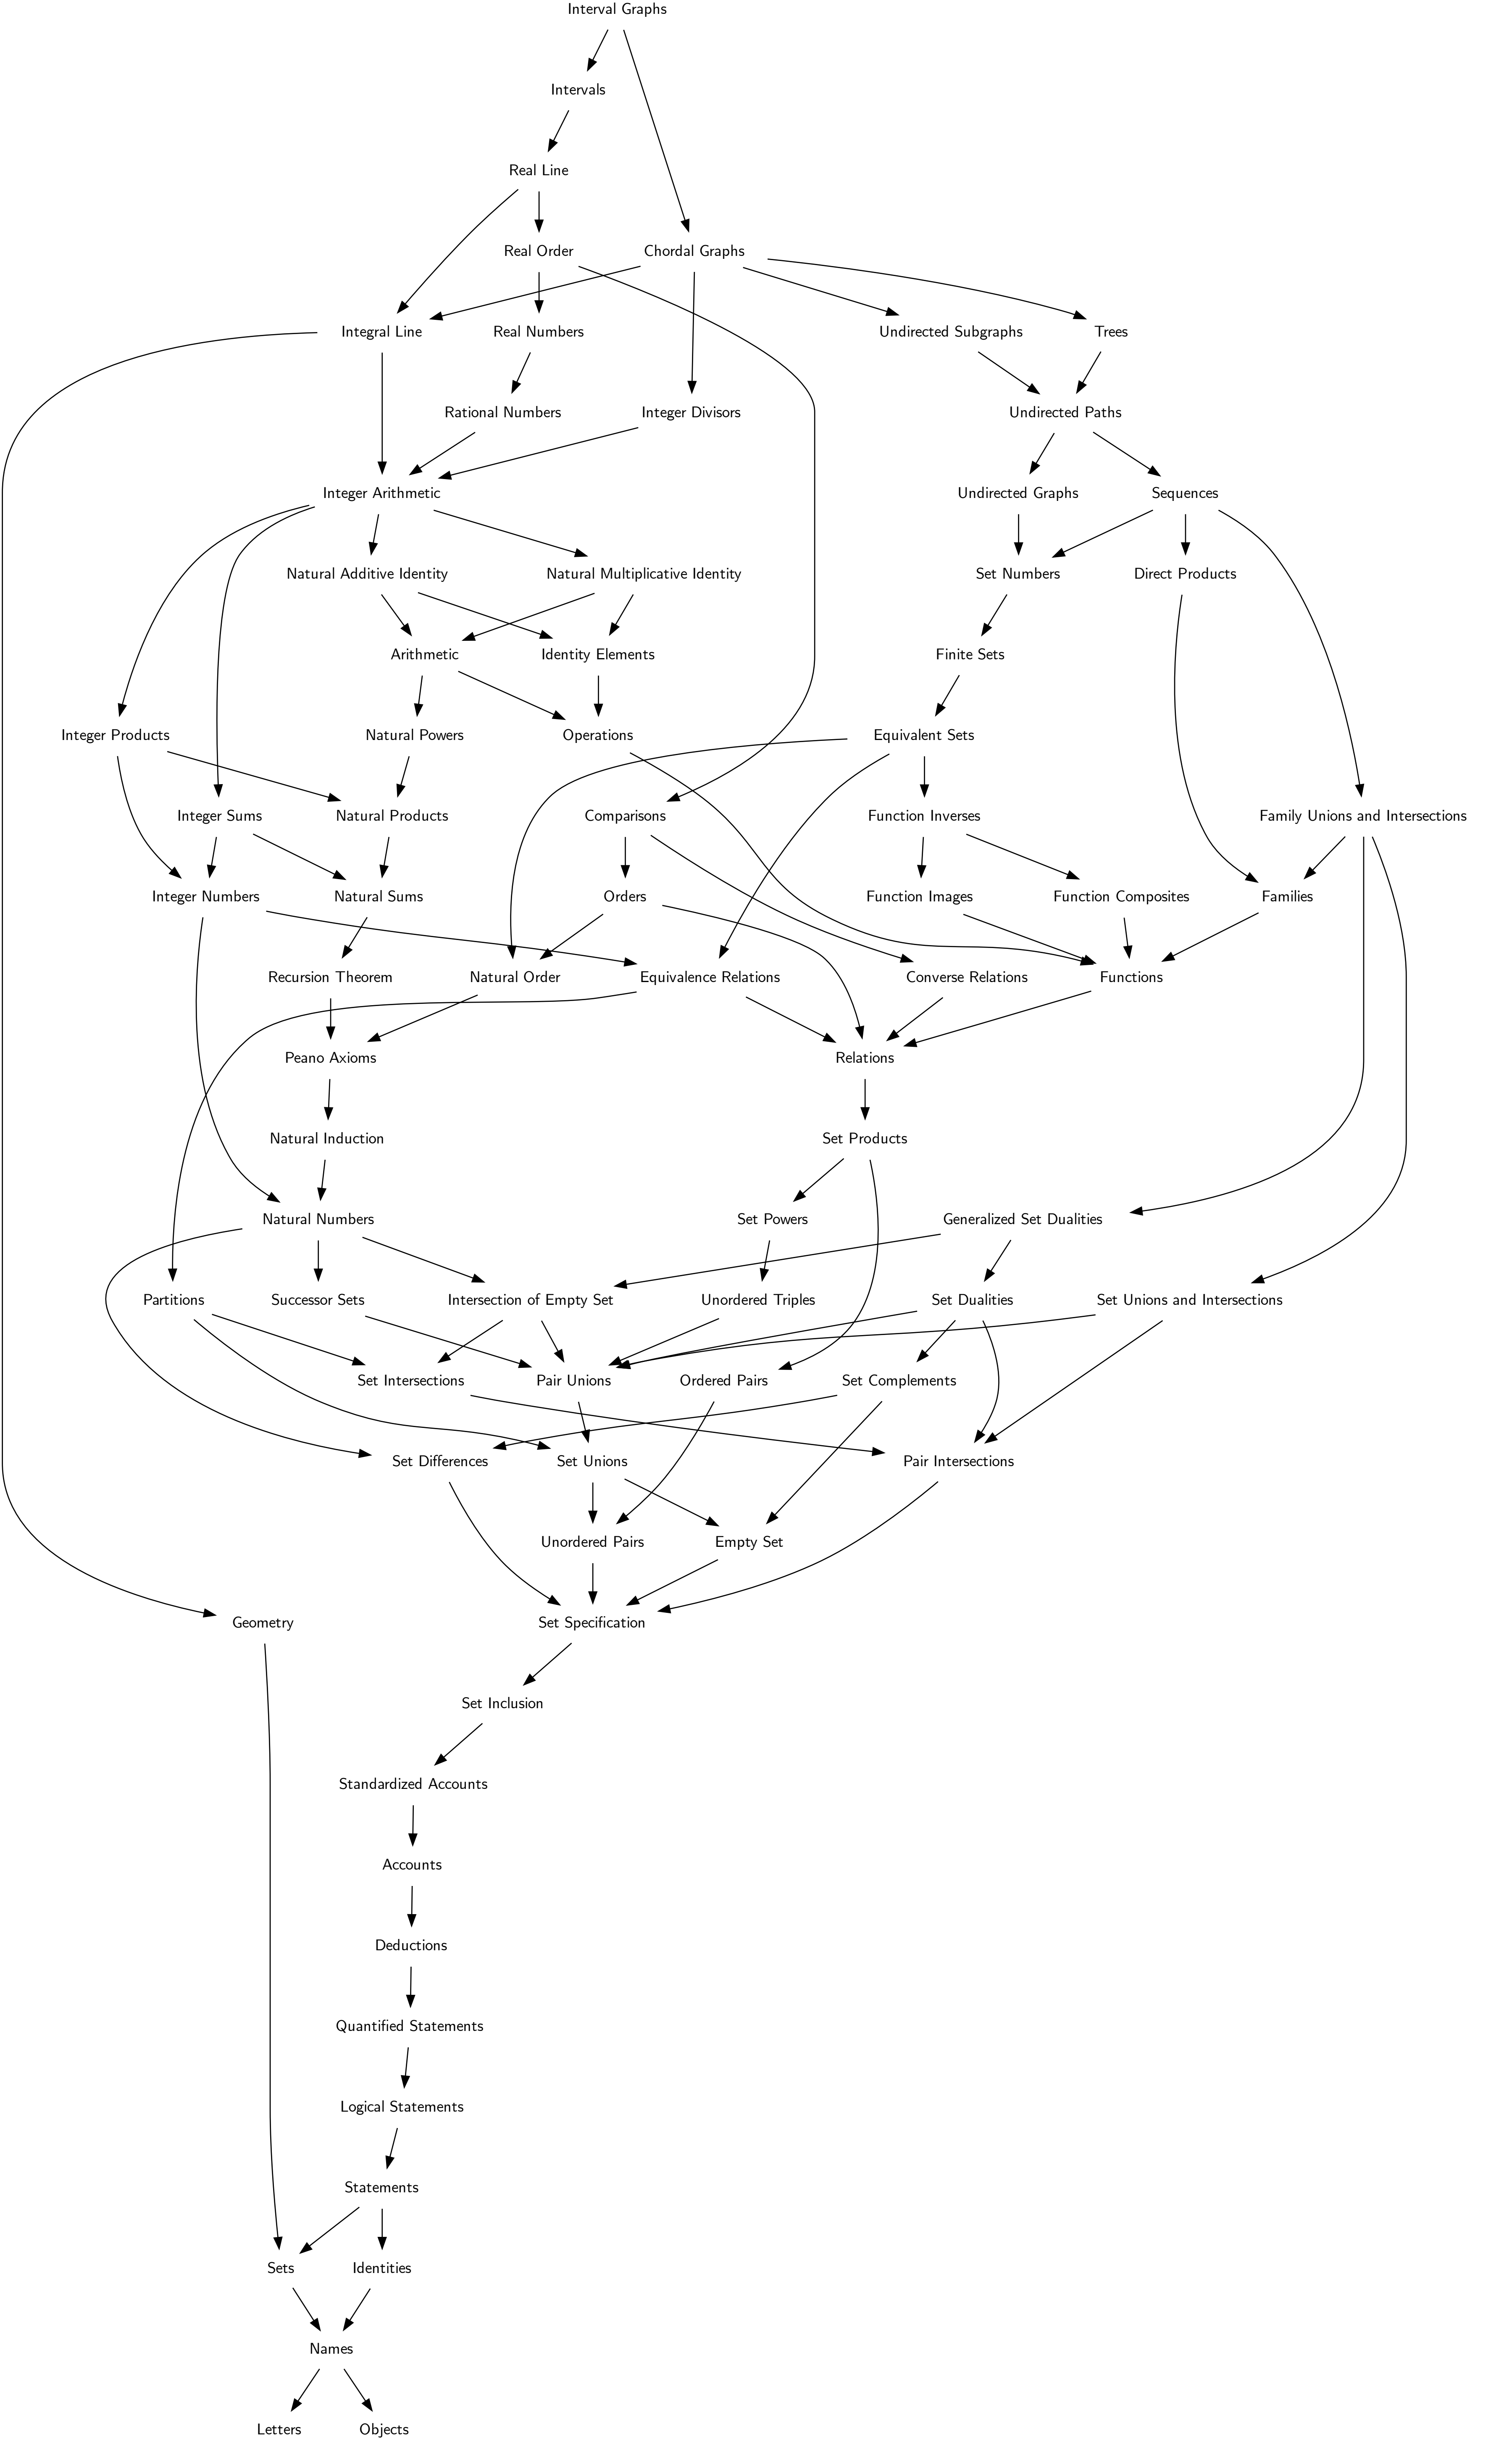 Interval Graphs
Intervals
Real Line
Real Order
Chordal Graphs
Integral Line
Real Numbers
Undirected Subgraphs
Trees
Rational Numbers
Integer Divisors
Undirected Paths
Integer Arithmetic
Undirected Graphs
Sequences
Natural Additive Identity
Natural Multiplicative Identity
Set Numbers
Direct Products
Arithmetic
Identity Elements
Finite Sets
Integer Products
Natural Powers
Operations
Equivalent Sets
Integer Sums
Natural Products
Comparisons
Function Inverses
Family Unions and Intersections
Integer Numbers
Natural Sums
Orders
Function Images
Function Composites
Families
Recursion Theorem
Natural Order
Equivalence Relations
Converse Relations
Functions
Peano Axioms
Relations
Natural Induction
Set Products
Natural Numbers
Set Powers
Generalized Set Dualities
Partitions
Successor Sets
Intersection of Empty Set
Unordered Triples
Set Dualities
Set Unions and Intersections
Set Intersections
Pair Unions
Ordered Pairs
Set Complements
Set Differences
Set Unions
Pair Intersections
Unordered Pairs
Empty Set
Geometry
Set Specification
Set Inclusion
Standardized Accounts
Accounts
Deductions
Quantified Statements
Logical Statements
Statements
Sets
Identities
Names
Letters
Objects